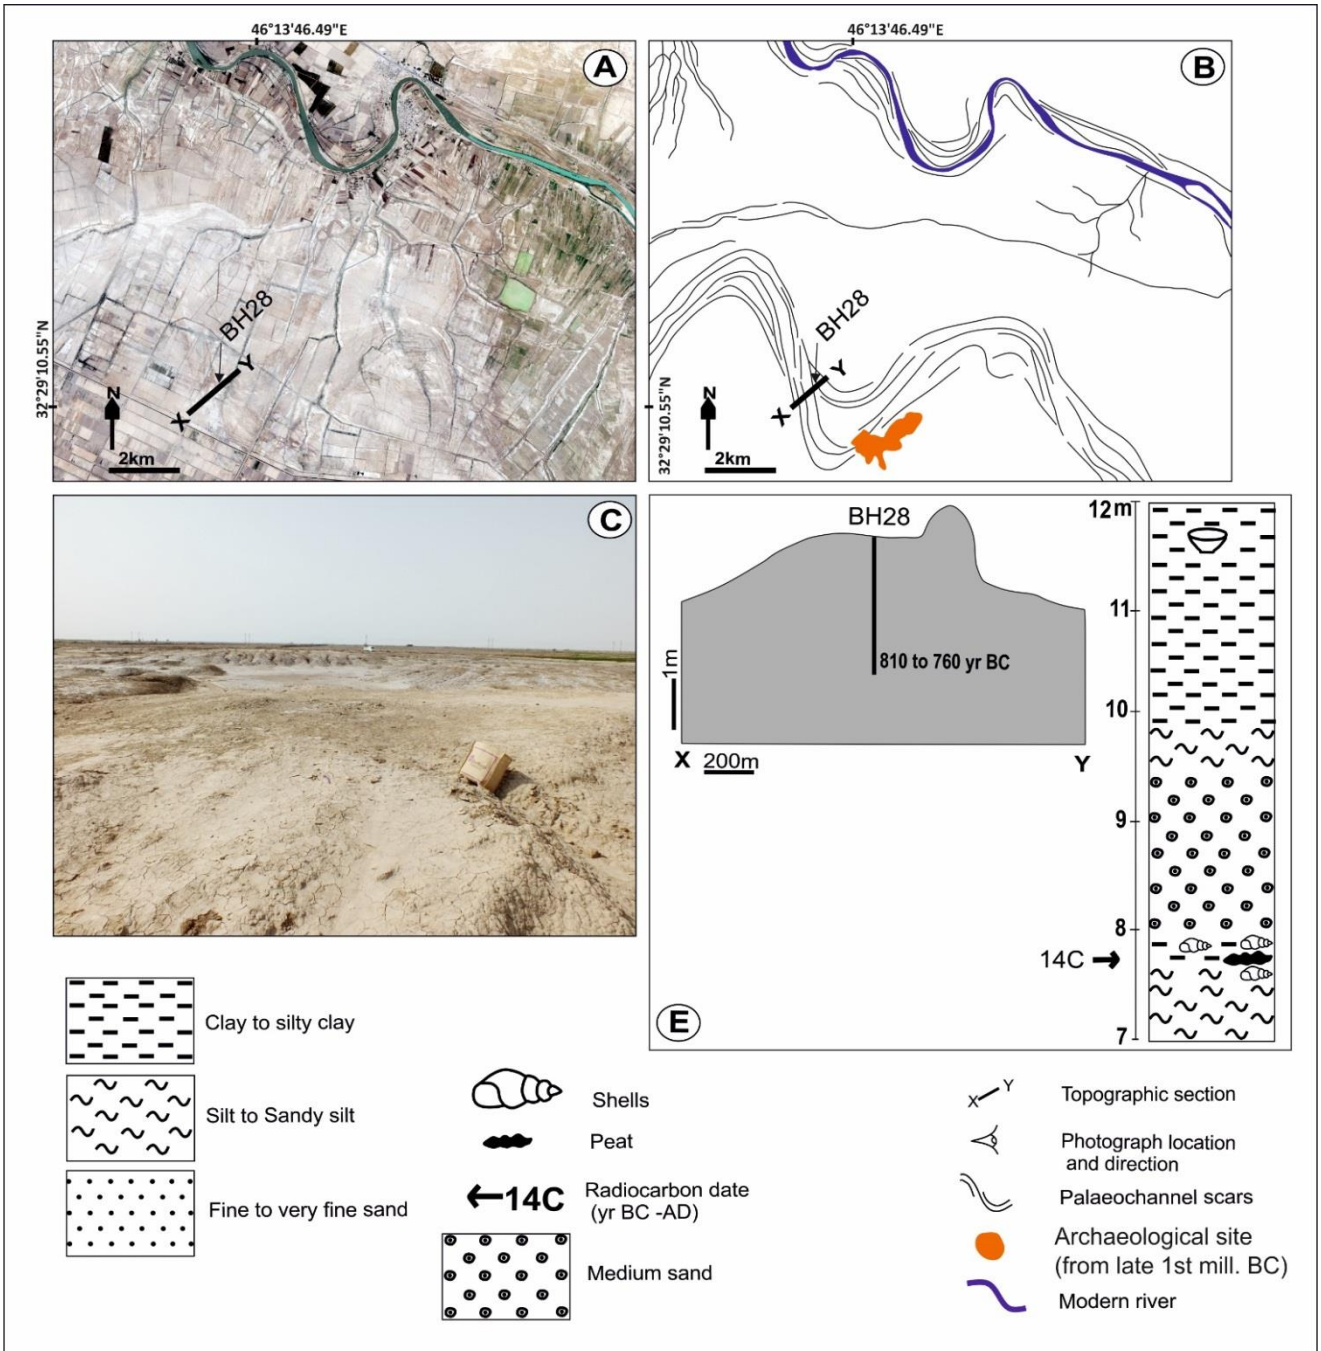 46°13'46.49"E
46°13'46.49"E
A
B
BH28
BH28
X
Y
X
Y
32°29'10.55"N
32°29'10.55"N
N
N
2km
2km
C
BH28
810 to 760 yr BC
1m
X
200m
Y
E
12m
11
10
9
8
14C
7
Clay to silty clay
Silt to Sandy silt
Fine to very fine sand
Shells
Peat
14C
Radiocarbon date
(yr BC -AD)
Medium sand
X
Y
Topographic section
Photograph location
and direction
Palaeochannel scars
Archaeological site
(from late 1st mill. BC)
Modern river